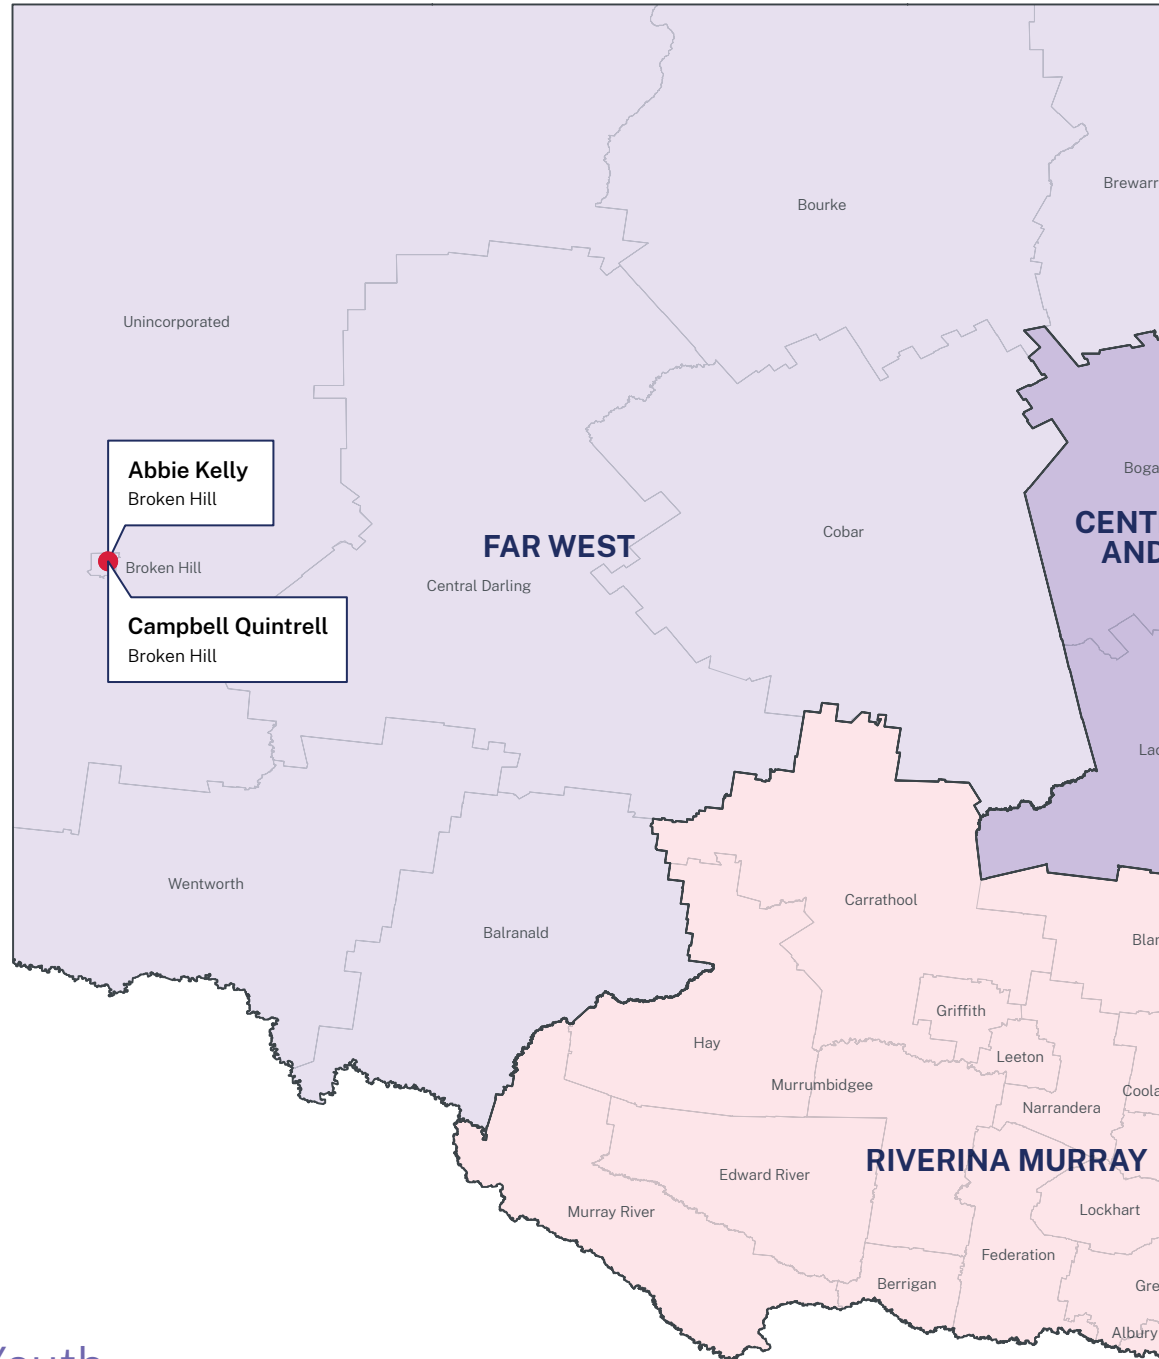 Bourke
Brewarr
Unincorporated
Abbie Kelly
Broken Hill
Boga
CENT
AND
FAR WEST
Cobar
Broken Hill
Central Darling
Campbell Quintrell
Broken Hill
Lac
Wentworth
Balranald
Carrathool
Blan
Griffith
Hay
Leeton
Murrumbidgee
Coola
Narrandera
RIVERINA MURRAY
Edward River
Murray River
Lockhart
Federation
Berrigan
Gre
Albury
Youth